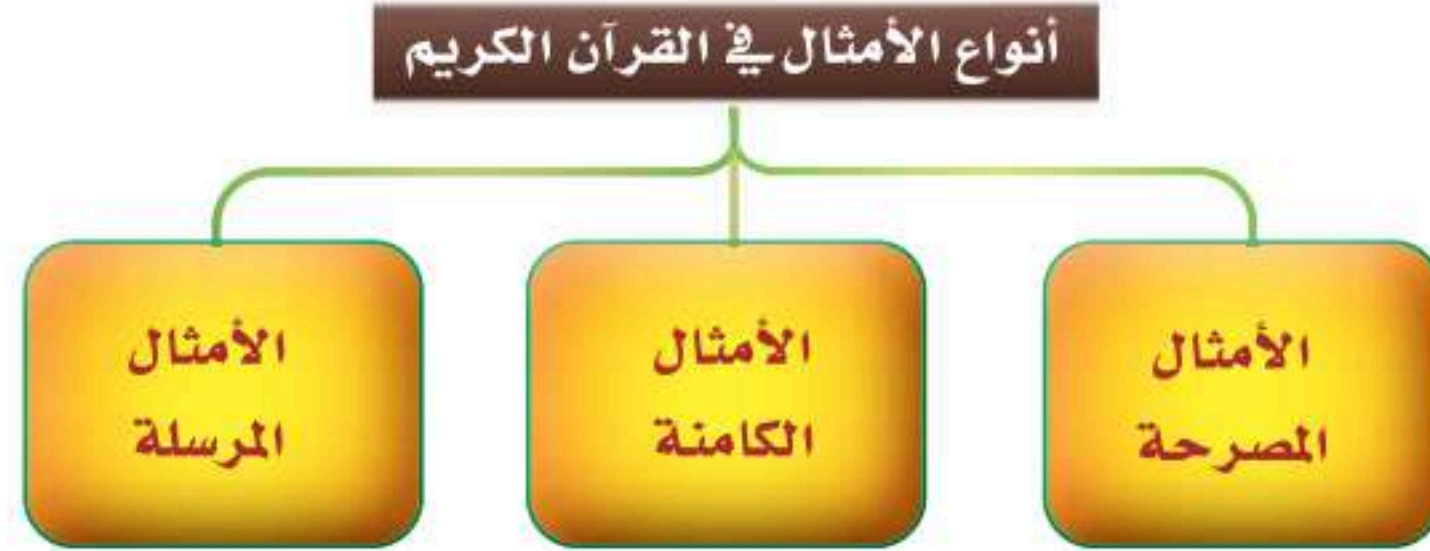 أنواع الأمثال في القرآن الكريم
الأمثال
المصرحة
الأمثال
الكامنة
الأمثال
المرسلة